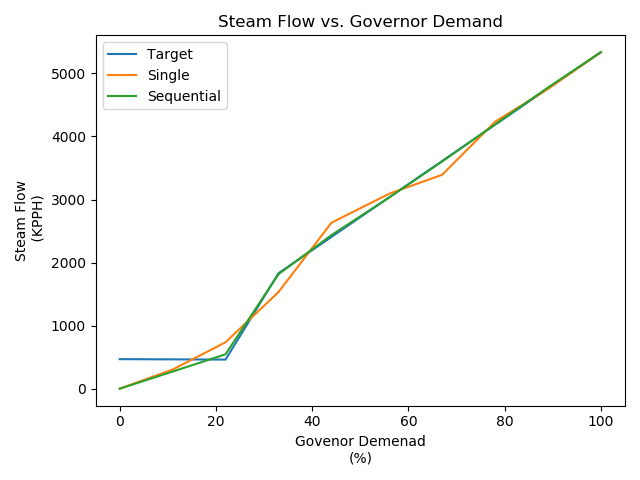 Steam Flow vs. Governor Demand
Target
Single
Sequential
Steam Flow
(KPPH)
5000
4000
3000
2000
1000
0
0 20 40 60 80 100
Govenor Demenad
(%)